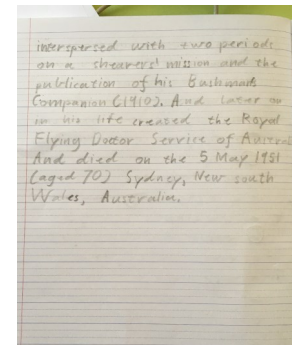 interspersed with two periods
on a shearers' mission and the
publication of his Bushman's
Companion (1910). And later on
in his life created the Royal
Flying Doctor Service of Austral
And died on the 5 May 1951
(aged 70) Sydney, New south
Wales, Australia.